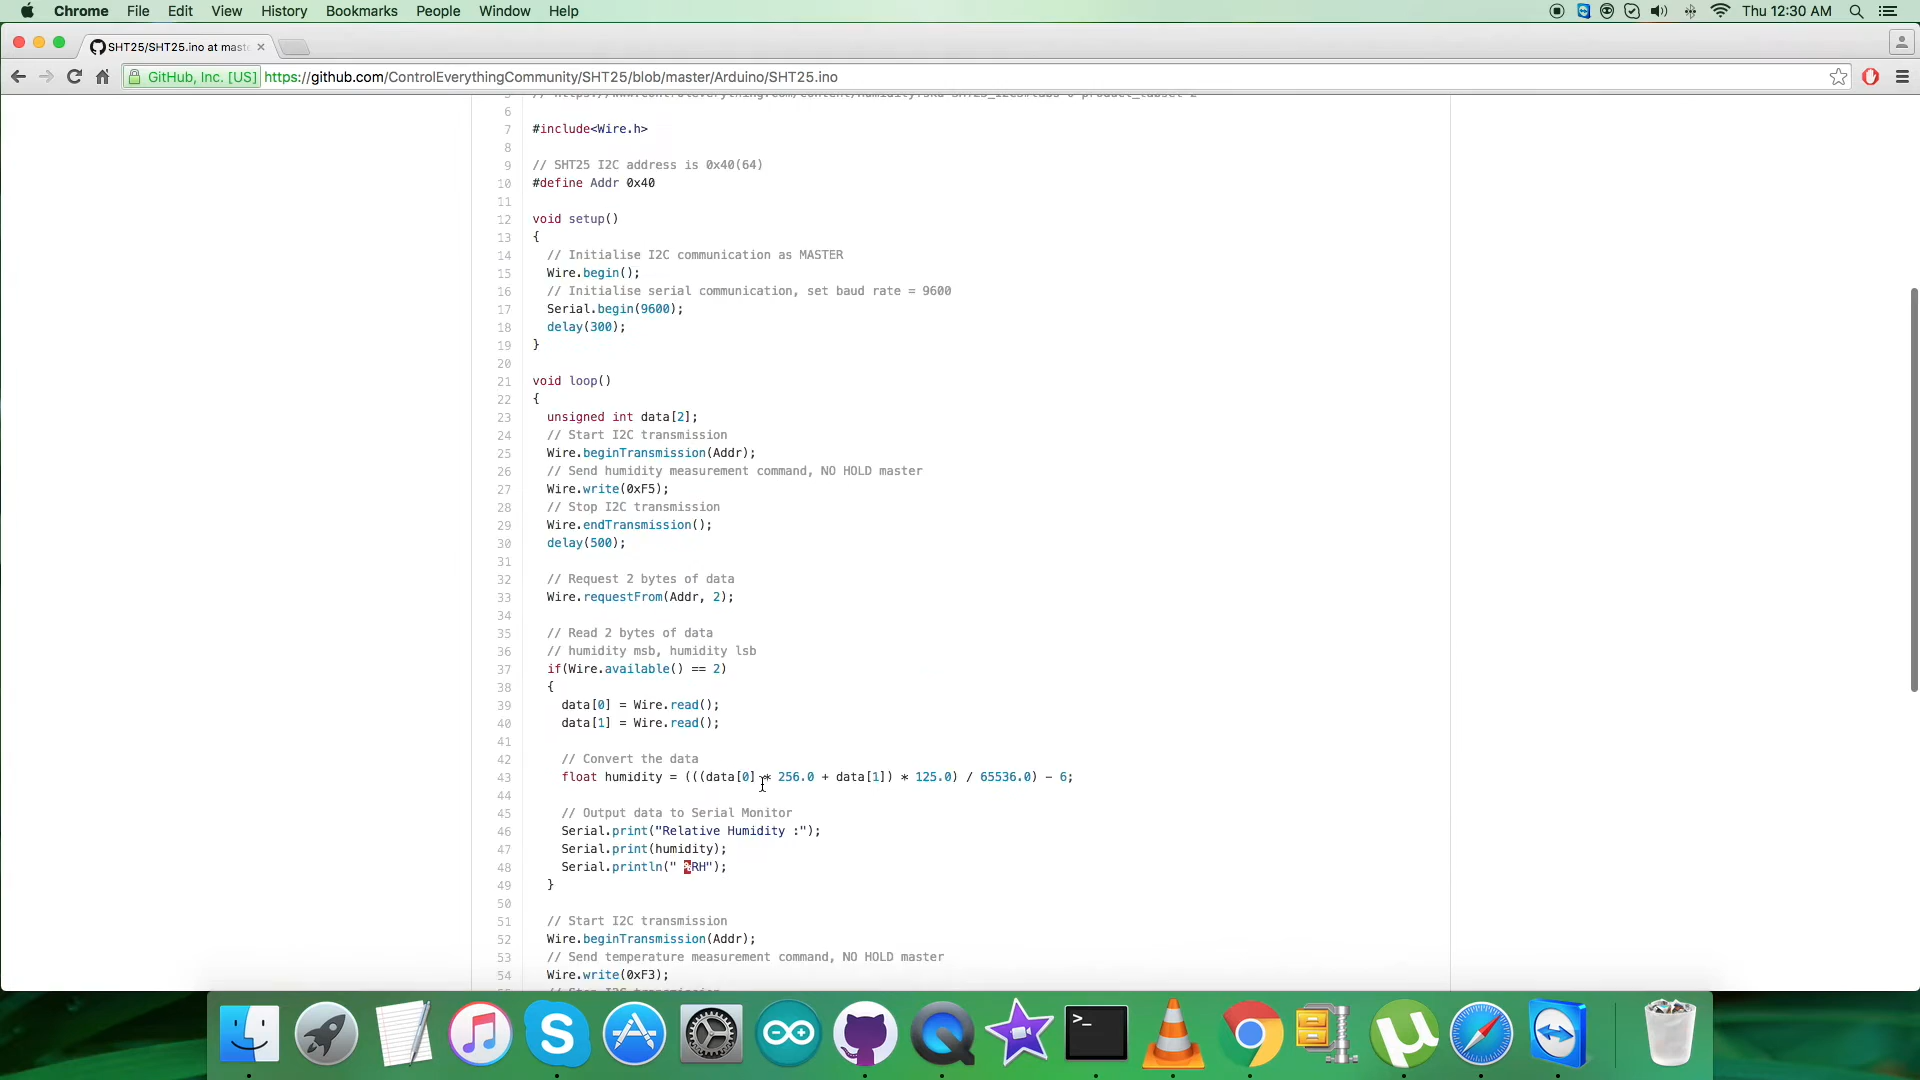 Chrome File Edit View History Bookmarks People Window Help Thu 12:30 AM
SHT25/SHT25.ino at mast
GitHub, Inc. [US] https://github.com/ControlEverythingCommunity/SHT25/blob/master/Arduino/SHT25.ino
6
7 #include<Wire.h>
8
9 // SHT25 I2C address is 0x40(64)
10 #define Addr 0x40
11
12 void setup()
13 {
14 // Initialise I2C communication as MASTER
15 Wire.begin();
16 // Initialise serial communication, set baud rate = 9600
17 Serial.begin(9600);
18 delay(300);
19 }
20
21 void loop()
22 {
23 unsigned int data[2];
24 // Start I2C transmission
25 Wire.beginTransmission(Addr);
26 // Send humidity measurement command, NO HOLD master
27 Wire.write(0xF5);
28 // Stop I2C transmission
29 Wire.endTransmission();
30 delay(500);
31
32 // Request 2 bytes of data
33 Wire.requestFrom(Addr, 2);
34
35 // Read 2 bytes of data
36 // humidity msb, humidity lsb
37 if(Wire.available() == 2)
38 {
39 data[0] = Wire.read();
40 data[1] = Wire.read();
41
42 // Convert the data
43 float humidity = (((data[0] * 256.0 + data[1]) * 125.0) / 65536.0) - 6;
44
45 // Output data to Serial Monitor
46 Serial.print("Relative Humidity :");
47 Serial.print(humidity);
48 Serial.println(" %RH");
49 }
50
51 // Start I2C transmission
52 Wire.beginTransmission(Addr);
53 // Send temperature measurement command, NO HOLD master
54 Wire.write(0xF3);